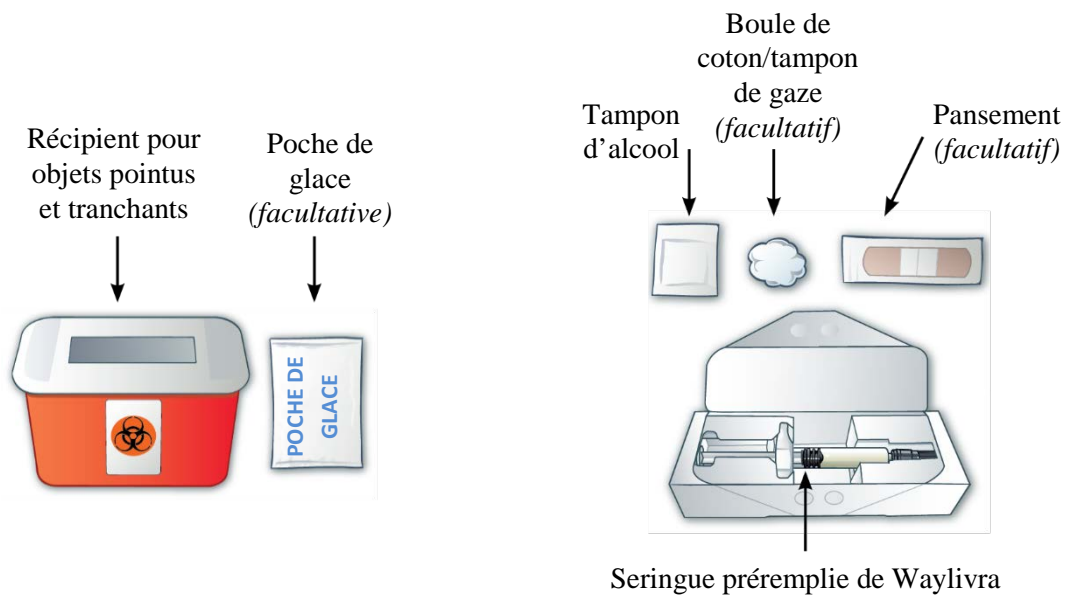 Récipient pour
objets pointus
et tranchants
Poche de
glace
(facultative)
POCHE DE
GLACE
Tampon
d’alcool
Boule de
coton/tampon
de gaze
(facultatif)
Pansement
(facultatif)
Seringue préremplie de Waylivra